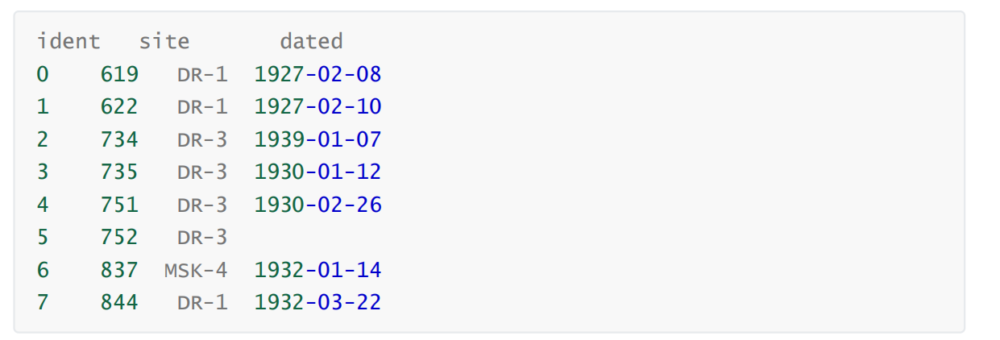 ident site dated
0 619 DR-1 1927-02-08
1 622 DR-1 1927-02-10
2 734 DR-3 1939-01-07
3 735 DR-3 1930-01-12
4 751 DR-3 1930-02-26
5 752 DR-3
6 837 MSK-4 1932-01-14
7 844 DR-1 1932-03-22